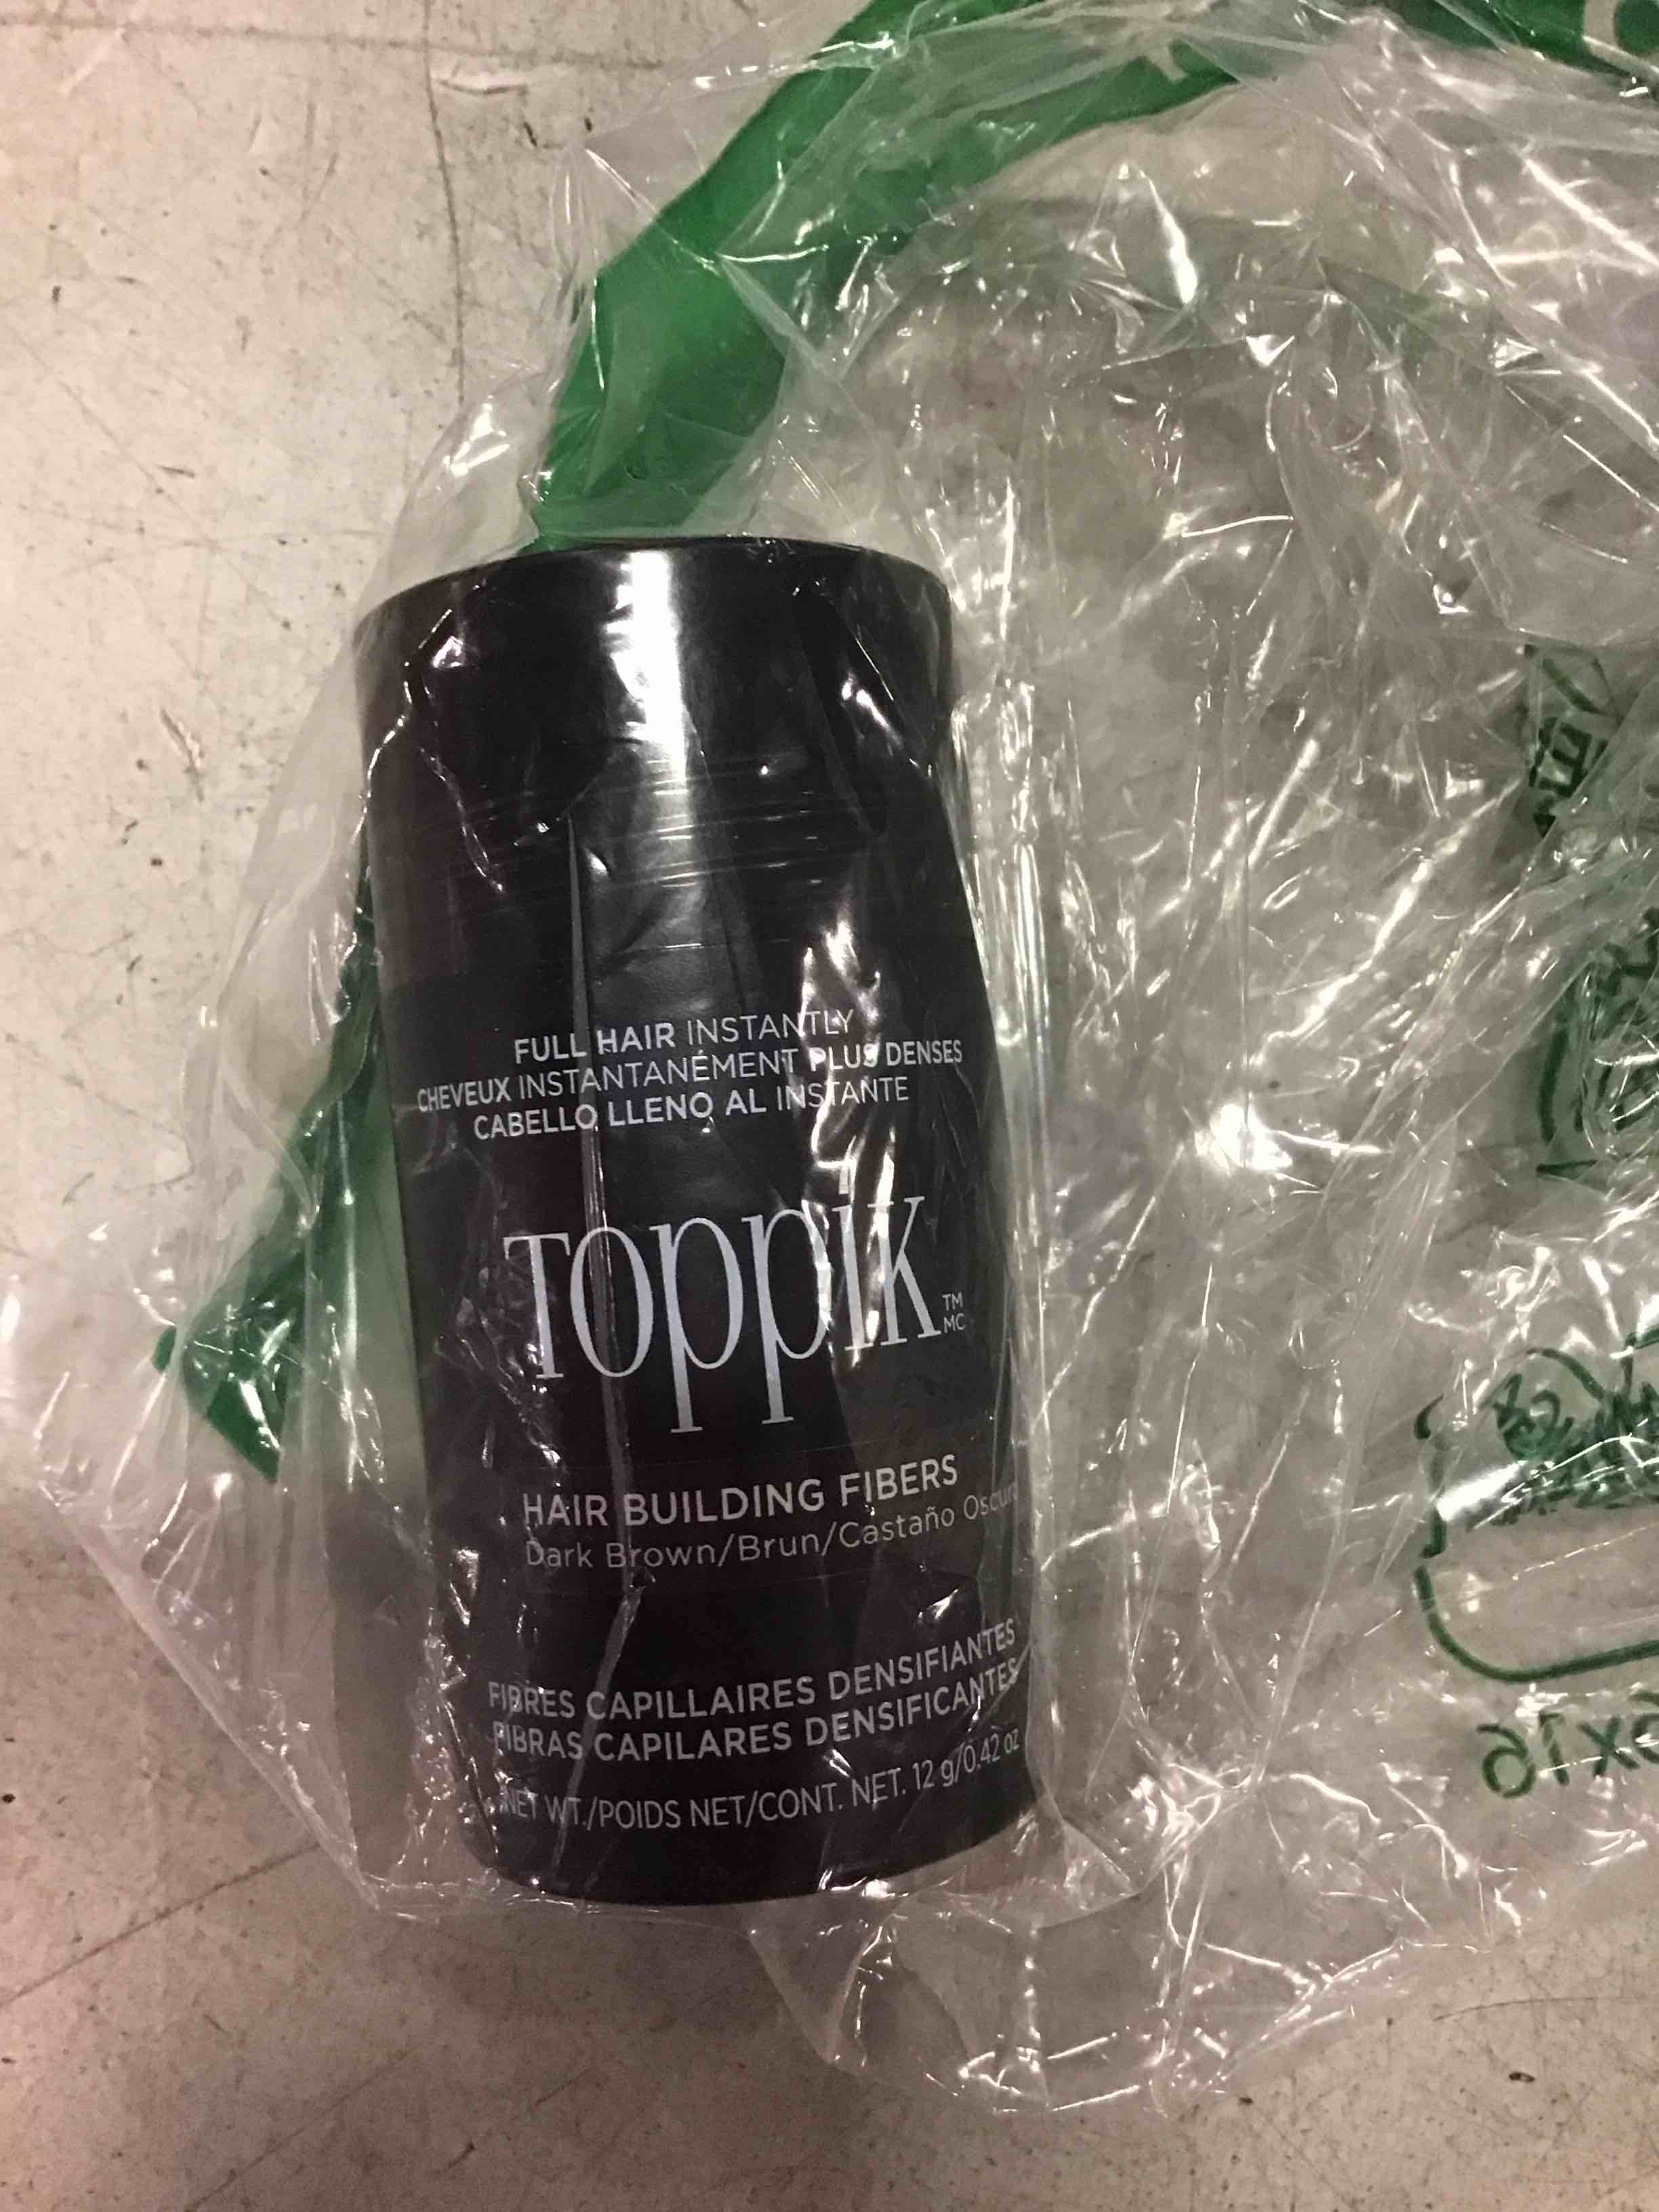 FULL HAIR INSTANTLY
CHEVEUX INSTANTANÉMENT PLUS DENSES
CABELLO LLENO AL INSTANTE
TOPPIK
TM
MC
HAIR BUILDING FIBERS
Dark Brown/Brun/Castaño Oscuro
FIBRES CAPILLAIRES DENSIFIANTES
FIBRAS CAPILARES DENSIFICANTES
NET WT./POIDS NET/CONT. NET. 12 g/0.42 oz